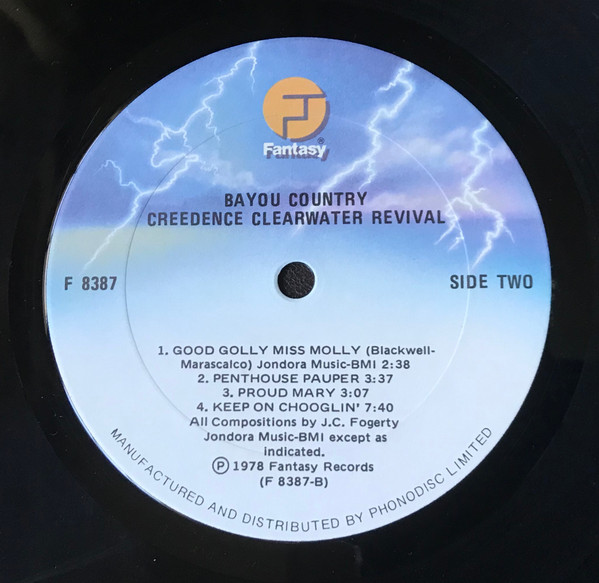 Fantasy®
BAYOU COUNTRY
CREEDENCE CLEARWATER REVIVAL
F 8387
SIDE TWO
1. GOOD GOLLY MISS MOLLY (Blackwell-
Marascalco) Jondora Music-BMI 2:38
2. PENTHOUSE PAUPER 3:37
3. PROUD MARY 3:07
4. KEEP ON CHOOGLIN' 7:40
All Compositions by J.C. Fogerty
Jondora Music-BMI except as
indicated.
Ⓟ 1978 Fantasy Records
(F 8387-B)
MANUFACTURED AND DISTRIBUTED BY PHONODISC LIMITED